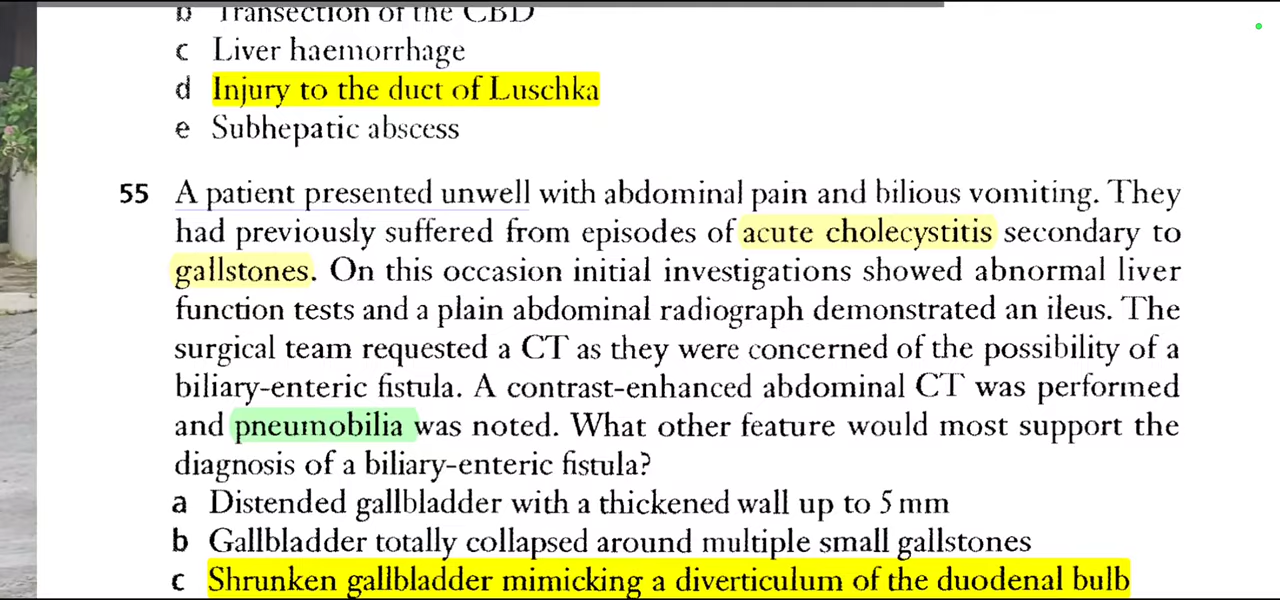 b Transection of the CBD
c Liver haemorrhage
d Injury to the duct of Luschka
e Subhepatic abscess
55 A patient presented unwell with abdominal pain and bilious vomiting. They
had previously suffered from episodes of acute cholecystitis secondary to
gallstones. On this occasion initial investigations showed abnormal liver
function tests and a plain abdominal radiograph demonstrated an ileus. The
surgical team requested a CT as they were concerned of the possibility of a
biliary-enteric fistula. A contrast-enhanced abdominal CT was performed
and pneumobilia was noted. What other feature would most support the
diagnosis of a biliary-enteric fistula?
a Distended gallbladder with a thickened wall up to 5 mm
b Gallbladder totally collapsed around multiple small gallstones
c Shrunken gallbladder mimicking a diverticulum of the duodenal bulb